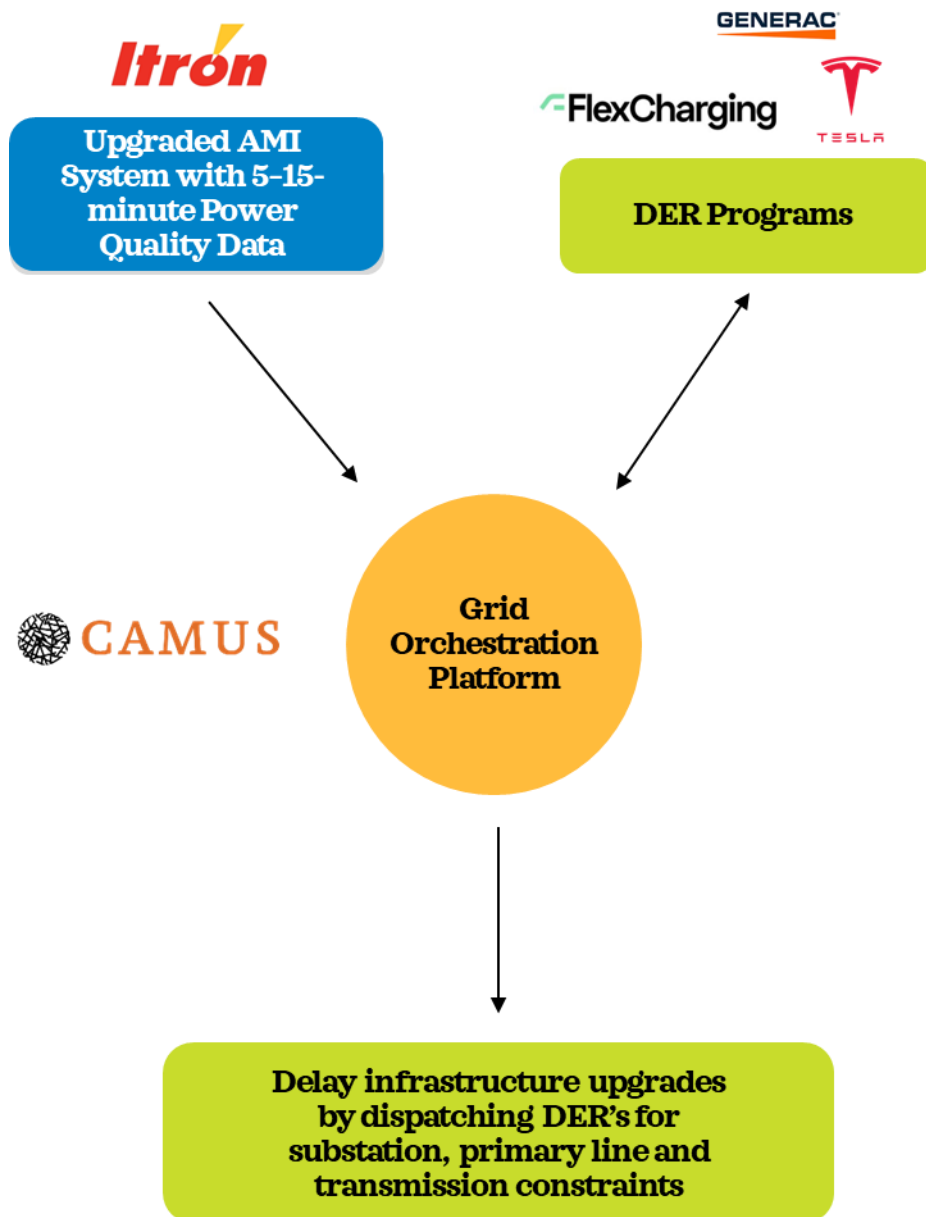 Itron
GENERAC
FlexCharging
TESLA
Upgraded AMI
System with 5-15-
minute Power
Quality Data
DER Programs
Grid
Orchestration
Platform
CAMUS
Delay infrastructure upgrades
by dispatching DER's for
substation, primary line and
transmission constraints